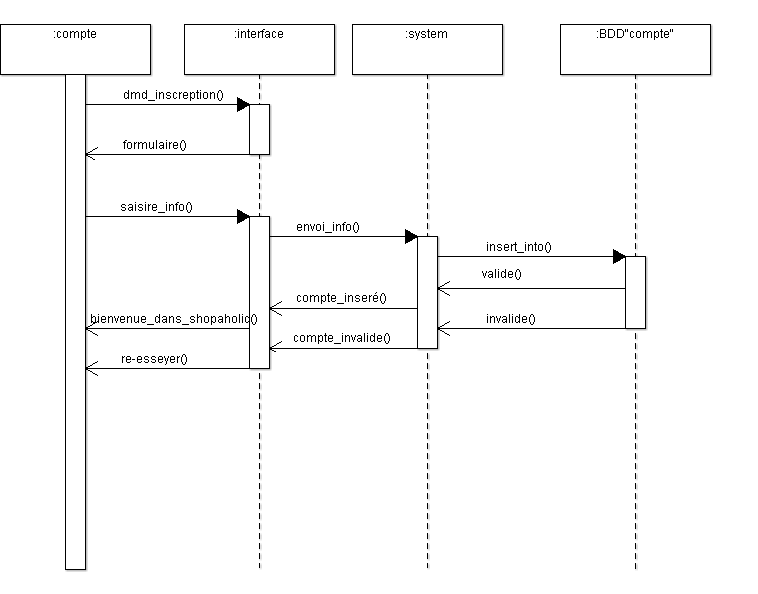 :compte
:interface
:system
:BDD"compte"
dmd_inscreption()
formulaire()
saisire_info()
envoi_info()
insert_into()
valide()
compte_inseré()
bienvenue_dans_shopaholic()
invalide()
compte_invalide()
re-esseyer()